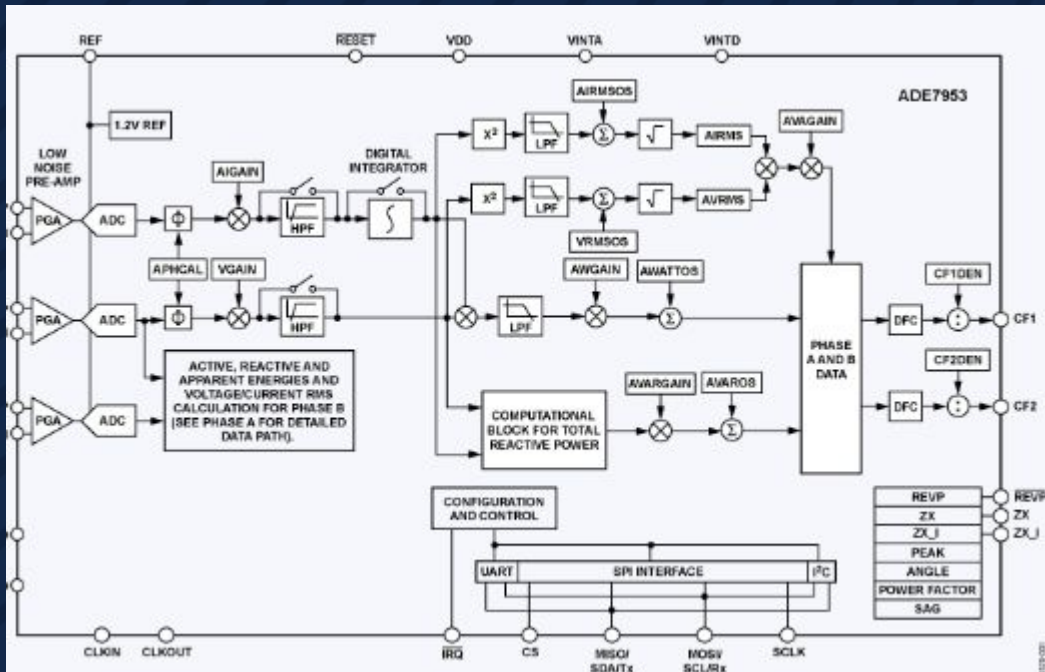 REF
RESET
VDD
VINTA
VINTD
ADE7953
1.2V REF
LOW
NOISE
PRE-AMP
AIGAIN
DIGITAL
INTEGRATOR
AIRMSOS
AVAGAIN
X²
LPF
Σ
√
AIRMS
X²
LPF
Σ
√
AVRMS
VRMSOS
PGA
ADC
Φ
HPF
∫
APHCAL
VGAIN
AWGAIN
AWATTOS
PGA
ADC
Φ
HPF
LPF
Σ
PHASE
A AND B
DATA
CF1DEN
DFC
:
CF1
CF2DEN
DFC
:
CF2
PGA
ADC
ACTIVE, REACTIVE AND
APPARENT ENERGIES AND
VOLTAGE/CURRENT RMS
CALCULATION FOR PHASE B
(SEE PHASE A FOR DETAILED
DATA PATH).
COMPUTATIONAL
BLOCK FOR TOTAL
REACTIVE POWER
AVARGAIN
AVAROS
Σ
CONFIGURATION
AND CONTROL
UART
SPI INTERFACE
I²C
REVP
REVP
ZX
ZX
ZX_I
ZX_I
PEAK
ANGLE
POWER FACTOR
SAG
CLKIN
CLKOUT
IRQ
CS
MISO/
SDA/Tx
MOSI/
SCL/Rx
SCLK